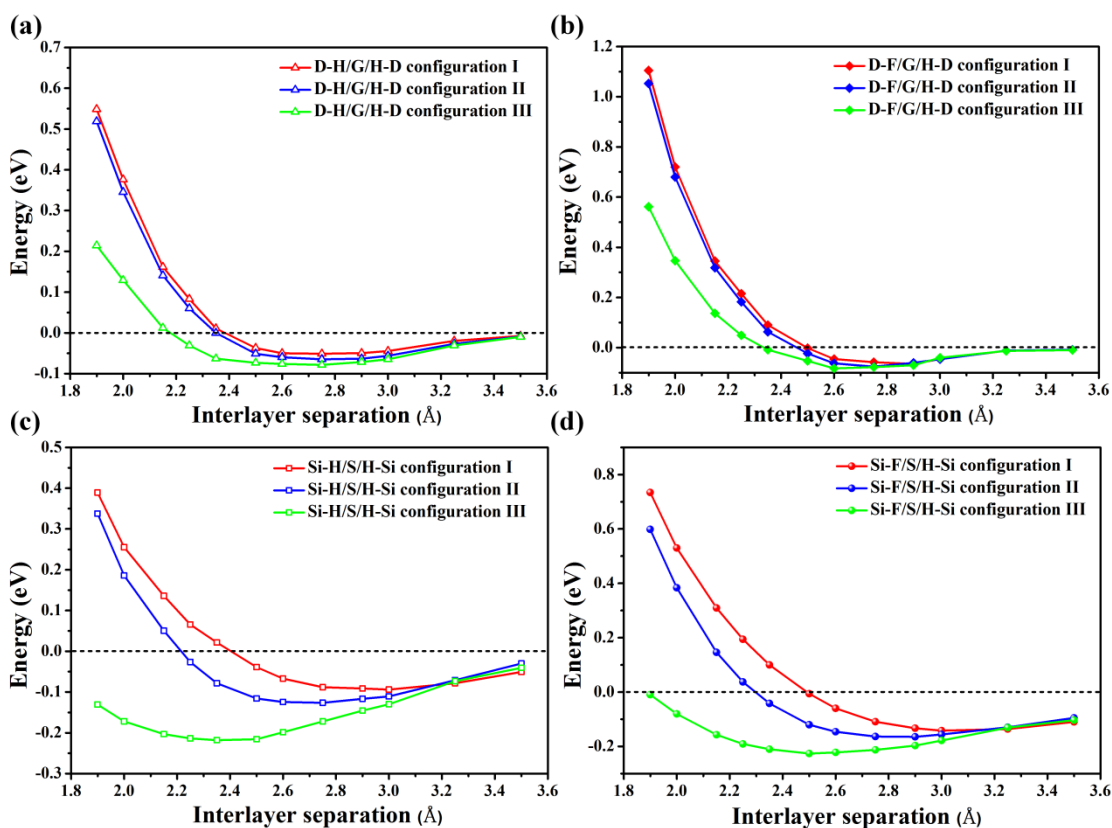 (a)
0.7
0.6
0.5
0.4
0.3
0.2
0.1
0.0
-0.1
Energy (eV)
D-H/G/H-D configuration I
D-H/G/H-D configuration II
D-H/G/H-D configuration III
1.8 2.0 2.2 2.4 2.6 2.8 3.0 3.2 3.4 3.6
Interlayer separation (Å)
(b)
1.2
1.0
0.8
0.6
0.4
0.2
0.0
-0.1
Energy (eV)
D-F/G/H-D configuration I
D-F/G/H-D configuration II
D-F/G/H-D configuration III
1.8 2.0 2.2 2.4 2.6 2.8 3.0 3.2 3.4 3.6
Interlayer separation (Å)
(c)
0.5
0.4
0.3
0.2
0.1
0.0
-0.1
-0.2
-0.3
Energy (eV)
Si-H/S/H-Si configuration I
Si-H/S/H-Si configuration II
Si-H/S/H-Si configuration III
1.8 2.0 2.2 2.4 2.6 2.8 3.0 3.2 3.4 3.6
Interlayer separation (Å)
(d)
0.8
0.6
0.4
0.2
0.0
-0.2
Energy (eV)
Si-F/S/H-Si configuration I
Si-F/S/H-Si configuration II
Si-F/S/H-Si configuration III
1.8 2.0 2.2 2.4 2.6 2.8 3.0 3.2 3.4 3.6
Interlayer separation (Å)